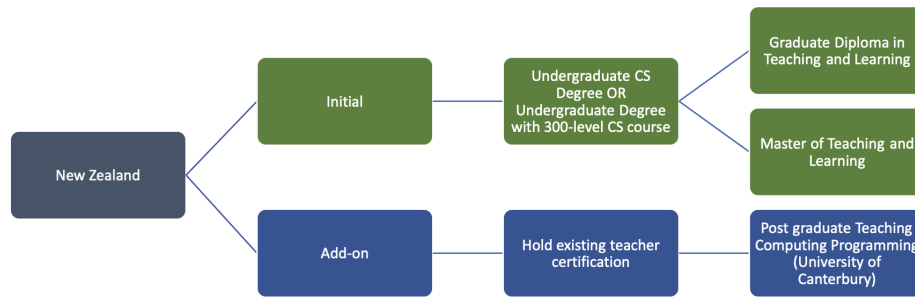 Graduate Diploma in
Teaching and Learning
Initial
Undergraduate CS
Degree OR
Undergraduate Degree
with 300-level CS course
Master of Teaching and
Learning
New Zealand
Add-on
Hold existing teacher
certification
Post graduate Teaching
Computing Programming
(University of
Canterbury)